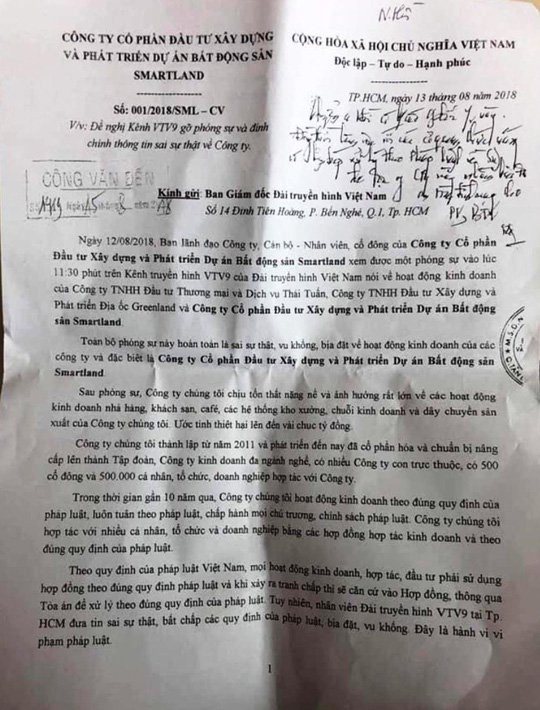 N.Hồ
CÔNG TY CỔ PHẦN ĐẦU TƯ XÂY DỰNG
VÀ PHÁT TRIỂN DỰ ÁN BẤT ĐỘNG SẢN
SMARTLAND
CỘNG HÒA XÃ HỘI CHỦ NGHĨA VIỆT NAM
Độc lập – Tự do – Hạnh phúc
Số: 001/2018/SML – CV
V/v: Đề nghị Kênh VTV9 gỡ phóng sự và đính
chính thông tin sai sự thật về Công ty.
TP.HCM, ngày 13 tháng 08 năm 2018
CÔNG VĂN ĐẾN
Ngày 15
Kính gửi: Ban Giám đốc Đài truyền hình Việt Nam
Số 14 Đinh Tiên Hoàng, P. Bến Nghé, Q.1, Tp. HCM
Ngày 12/08/2018, Ban lãnh đạo Công ty, Cán bộ - Nhân viên, cổ đông của Công ty Cổ phần
Đầu tư Xây dựng và Phát triển Dự án Bất động sản Smartland xem được một phóng sự vào lúc
11:30 phút trên Kênh truyền hình VTV9 của Đài truyền hình Việt Nam nói về hoạt động kinh doanh
của Công ty TNHH Đầu tư Thương mại và Dịch vụ Thái Tuấn, Công ty TNHH Đầu tư Xây dựng và
Phát triển Địa ốc Greenland và Công ty Cổ phần Đầu tư Xây dựng và Phát triển Dự án Bất động
sản Smartland.
Toàn bộ phóng sự này hoàn toàn là sai sự thật, vu khống, bịa đặt về hoạt động kinh doanh của các
công ty và đặc biệt là Công ty Cổ phần Đầu tư Xây dựng và Phát triển Dự án Bất động sản
Smartland.
Sau phóng sự, Công ty chúng tôi chịu tổn thất nặng nề và ảnh hưởng rất lớn về các hoạt động
kinh doanh nhà hàng, khách sạn, café, các hệ thống kho xưởng, chuỗi kinh doanh và dây chuyền sản
xuất của Công ty chúng tôi. Ước tính thiệt hại lên đến vài chục tỷ đồng.
Công ty chúng tôi thành lập từ năm 2011 và phát triển đến nay đã cổ phần hóa và chuẩn bị nâng
cấp lên thành Tập đoàn, Công ty kinh doanh đa ngành nghề, có nhiều Công ty con trực thuộc, có 500
cổ đông và 500.000 cá nhân, tổ chức, doanh nghiệp hợp tác với Công ty.
Trong thời gian gần 10 năm qua, Công ty chúng tôi hoạt động kinh doanh theo đúng quy định của
pháp luật, luôn tuân theo pháp luật, chấp hành mọi chủ trương, chính sách pháp luật. Công ty chúng tôi
hợp tác với nhiều cá nhân, tổ chức và doanh nghiệp bằng các hợp đồng hợp tác kinh doanh và theo
đúng quy định của pháp luật.
Theo quy định của pháp luật Việt Nam, mọi hoạt động kinh doanh, hợp tác, đầu tư phải sử dụng
hợp đồng theo đúng quy định pháp luật và khi xảy ra tranh chấp thì sẽ căn cứ vào Hợp đồng, thông qua
Tòa án để xử lý theo đúng quy định của pháp luật. Tuy nhiên, nhân viên Đài truyền hình VTV9 tại Tp.
HCM đưa tin sai sự thật, bất chấp các quy định của pháp luật, bịa đặt, vu khống. Đây là hành vi vi
phạm pháp luật.
1